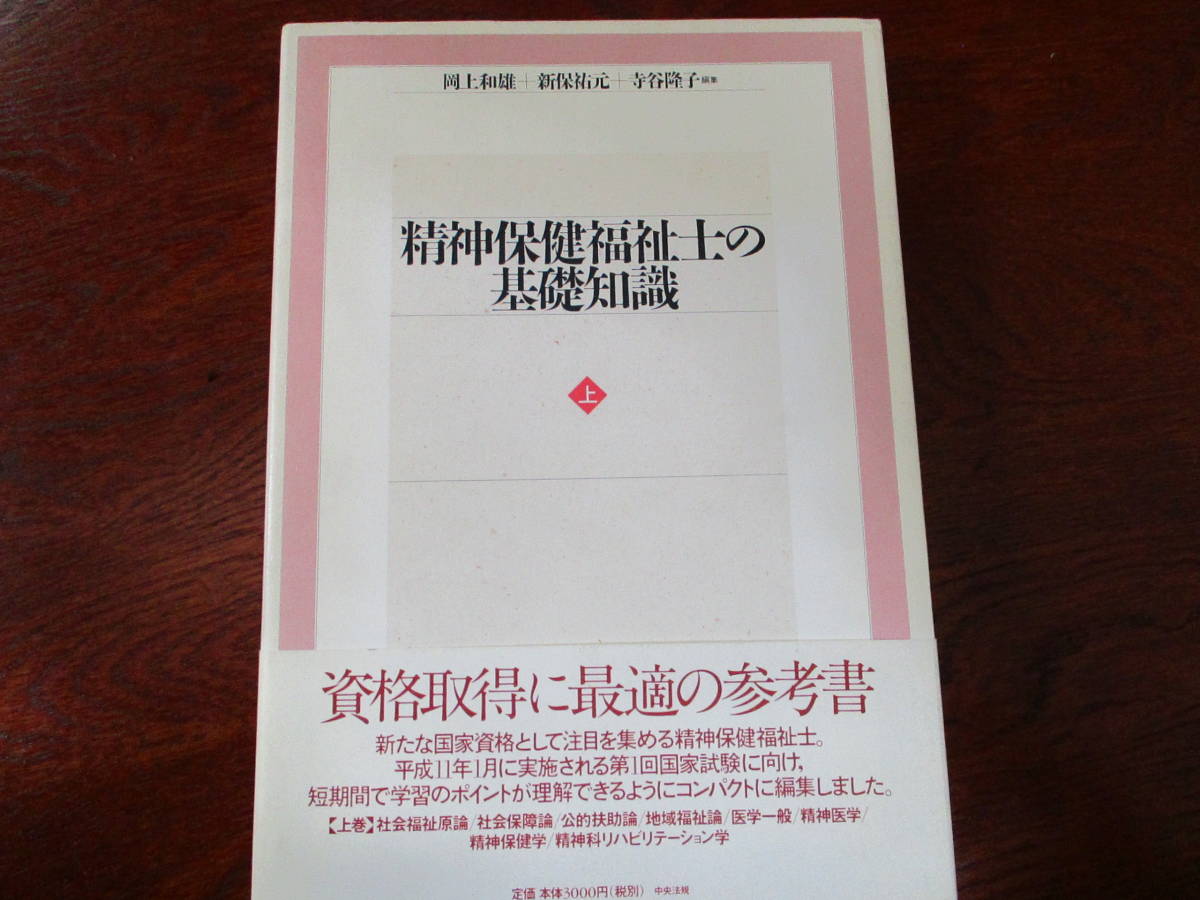 岡上和雄+新保祐元+寺谷隆子編集
精神保健福祉士の
基礎知識
上
資格取得に最適の参考書
新たな国家資格として注目を集める精神保健福祉士。
平成11年1月に実施される第1回国家試験に向け、
短期間で学習のポイントが理解できるようにコンパクトに編集しました。
【上巻】社会福祉原論/社会保障論/公的扶助論/地域福祉論/医学一般/精神医学/
精神保健学/精神科リハビリテーション学
定価 本体3000円(税別) 中央法規